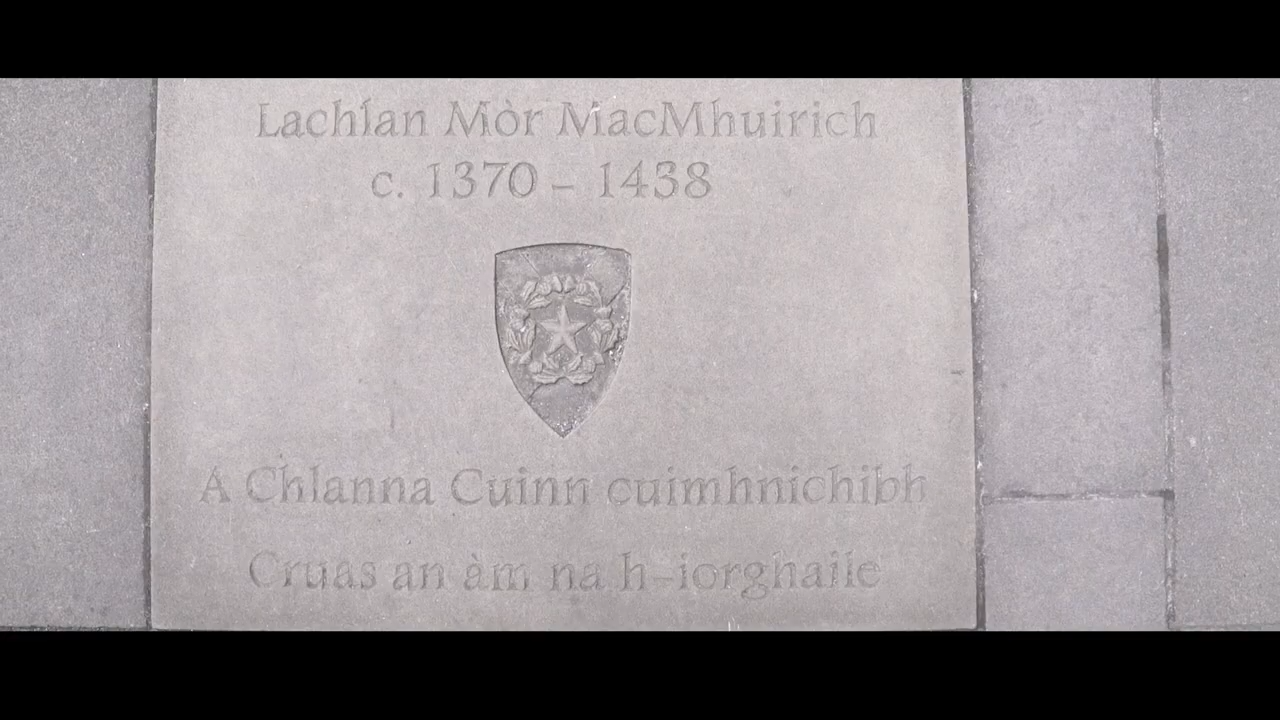 Lachlan Mòr MacMhuirich
c. 1370 – 1438
A Chlanna Cuinn cuimhnichibh
Cruas an àm na h-iorghaile